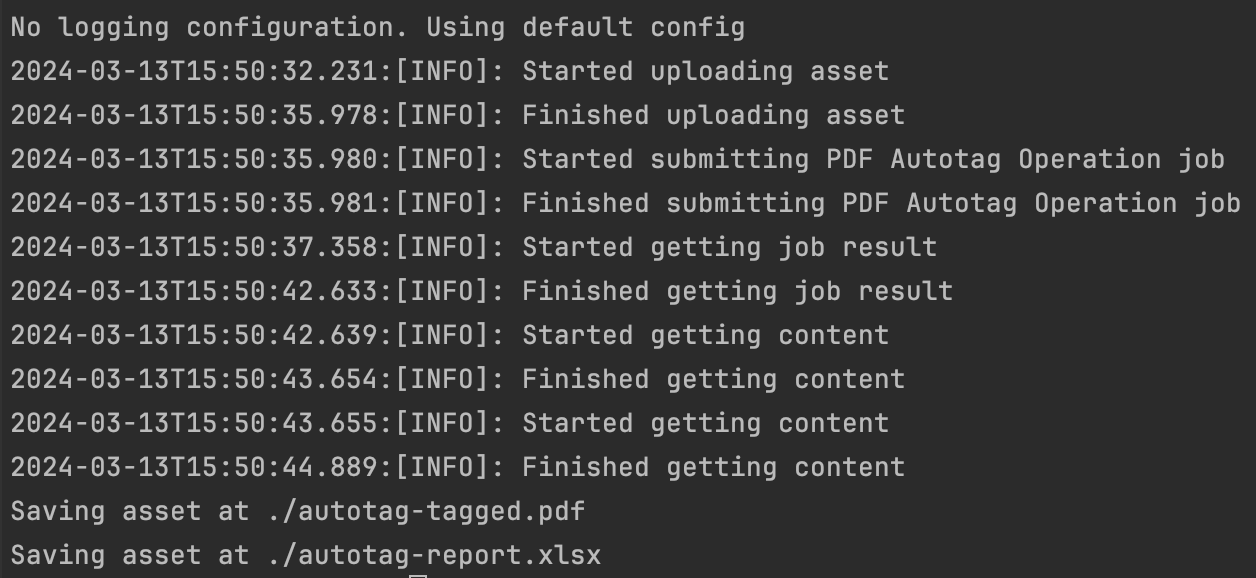 No logging configuration. Using default config
2024-03-13T15:50:32.231:[INFO]: Started uploading asset
2024-03-13T15:50:35.978:[INFO]: Finished uploading asset
2024-03-13T15:50:35.980:[INFO]: Started submitting PDF Autotag Operation job
2024-03-13T15:50:35.981:[INFO]: Finished submitting PDF Autotag Operation job
2024-03-13T15:50:37.358:[INFO]: Started getting job result
2024-03-13T15:50:42.633:[INFO]: Finished getting job result
2024-03-13T15:50:42.639:[INFO]: Started getting content
2024-03-13T15:50:43.654:[INFO]: Finished getting content
2024-03-13T15:50:43.655:[INFO]: Started getting content
2024-03-13T15:50:44.889:[INFO]: Finished getting content
Saving asset at ./autotag-tagged.pdf
Saving asset at ./autotag-report.xlsx